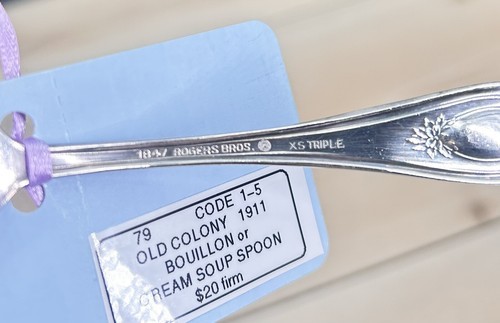 1847 ROGERS BROS. XS TRIPLE
79 CODE 1-5
OLD COLONY 1911
BOUILLON or
CREAM SOUP SPOON
$20 firm